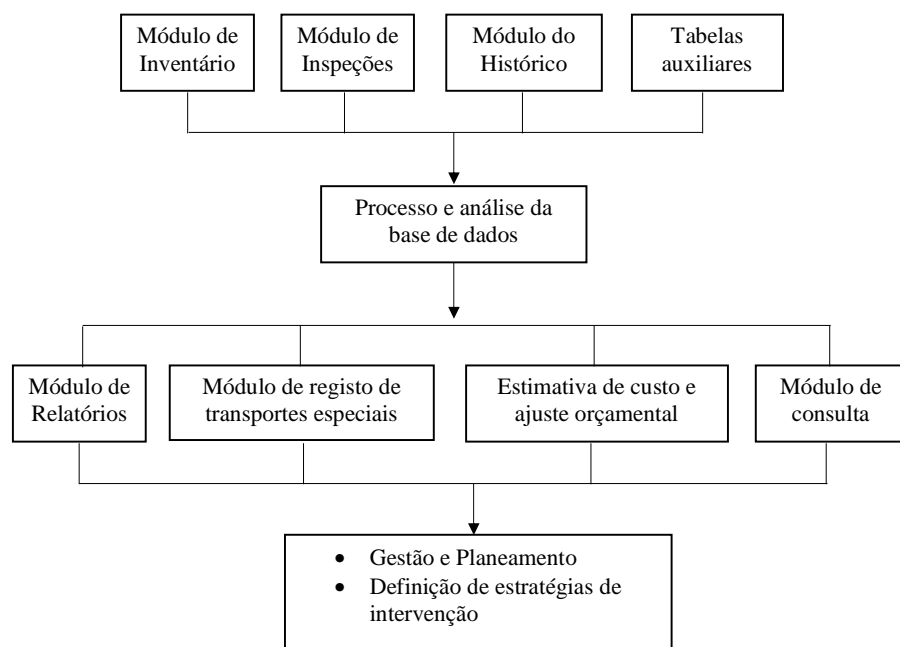 Módulo de
Inventário
Módulo de
Inspeções
Módulo do
Histórico
Tabelas
auxiliares
Processo e análise da
base de dados
Módulo de
Relatórios
Módulo de registo de
transportes especiais
Estimativa de custo e
ajuste orçamental
Módulo de
consulta
• Gestão e Planeamento
• Definição de estratégias de
intervenção